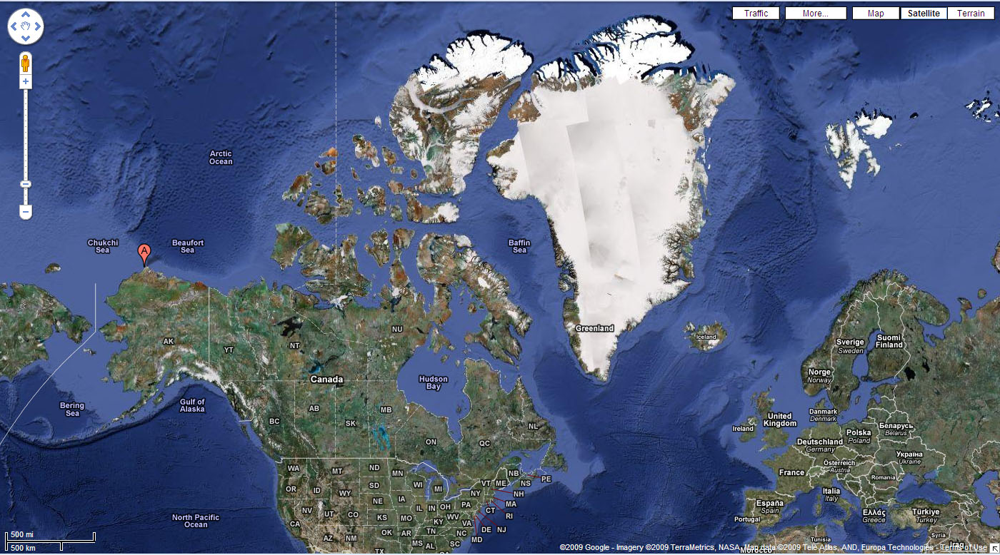 Traffic
More...
Map
Satellite
Terrain
Arctic
Ocean
Chukchi
Sea
A
Beaufort
Sea
Baffin
Sea
Greenland
Iceland
NU
AK
YT
NT
Canada
Hudson
Bay
Sverige
Sweden
Suomi
Finland
Norge
Norway
Bering
Sea
Gulf of
Alaska
BC
AB
SK
MB
ON
QC
NL
Danmark
Denmark
United
Kingdom
Ireland
Беларусь
Belarus
Polska
Poland
Deutschland
Germany
Україна
Ukraine
Österreich
Austria
France
Romania
Italia
Italy
España
Spain
Portugal
Ελλάς
Greece
Türkiye
Turkey
Syria
Iraq
Tunisia
Morocco
WA
MT
ND
MN
OR
ID
WY
SD
WI
MI
VT
ME
NB
NS
PE
NY
NH
MA
NV
UT
CO
NE
IA
IL
IN
OH
PA
CT
RI
CA
KS
MO
KY
WV
VA
DE
NJ
MD
AZ
NM
OK
AR
TN
NC
TX
MS
AL
SC
North Pacific
Ocean
500 mi
500 km
©2009 Google - Imagery ©2009 TerraMetrics, NASA, Map data ©2009 Tele Atlas, AND, Europa Technologies - Terms of Use